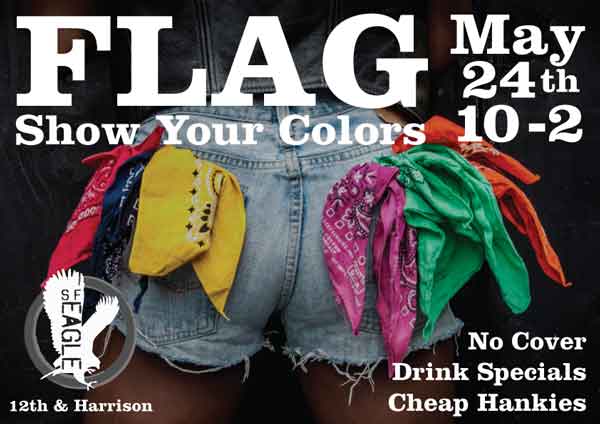 FLAG
Show Your Colors
May
24th
10-2
SF
EAGLE
12th & Harrison
No Cover
Drink Specials
Cheap Hankies